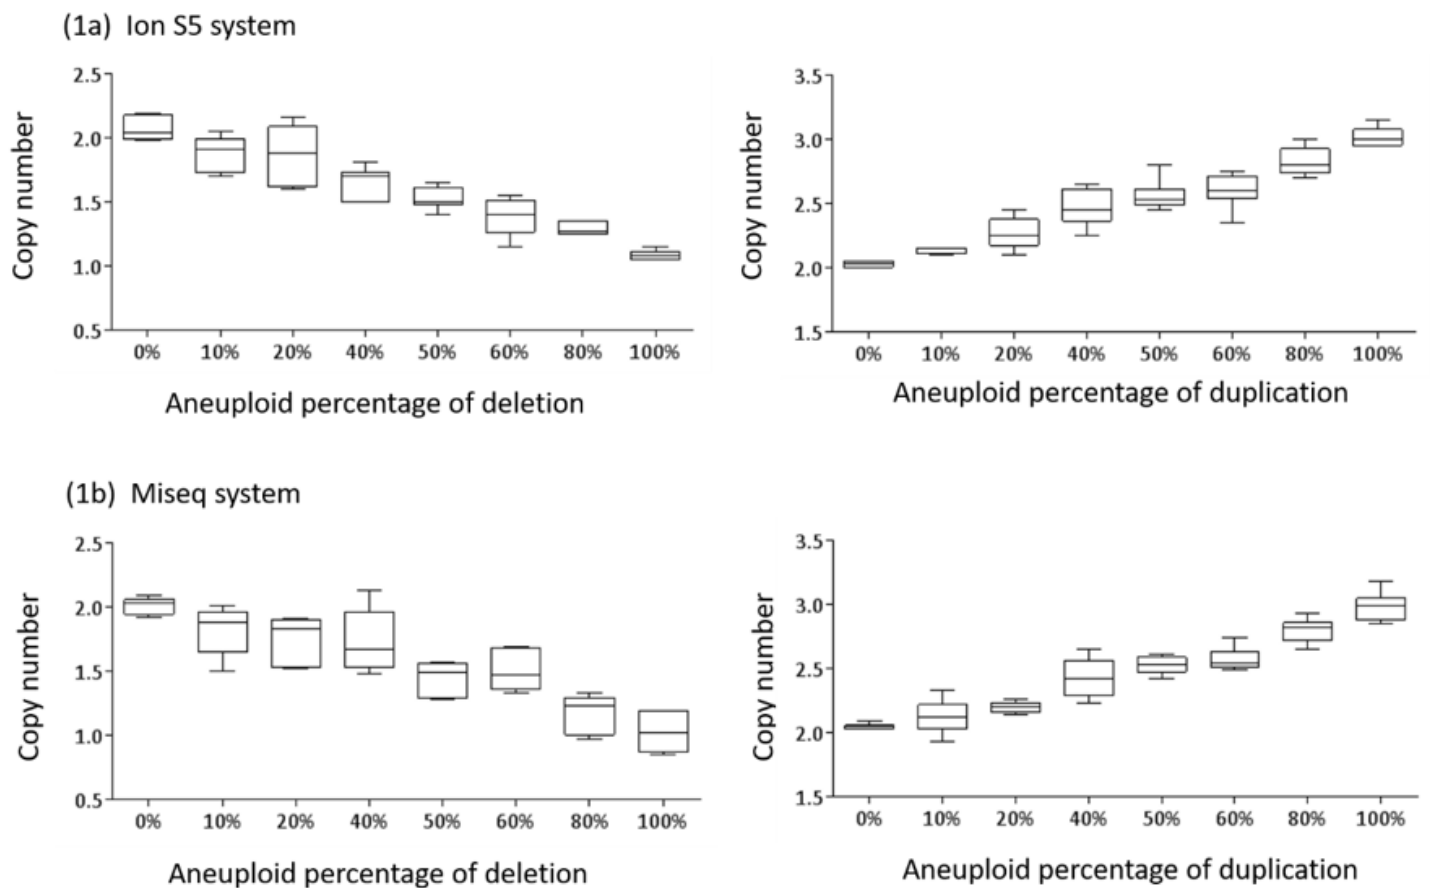 (1a) Ion S5 system
2.5
2.0
1.5
1.0
0.5
Copy number
0% 10% 20% 40% 50% 60% 80% 100%
Aneuploid percentage of deletion
3.5
3.0
2.5
2.0
1.5
Copy number
0% 10% 20% 40% 50% 60% 80% 100%
Aneuploid percentage of duplication
(1b) Miseq system
2.5
2.0
1.5
1.0
0.5
Copy number
0% 10% 20% 40% 50% 60% 80% 100%
Aneuploid percentage of deletion
3.5
3.0
2.5
2.0
1.5
Copy number
0% 10% 20% 40% 50% 60% 80% 100%
Aneuploid percentage of duplication